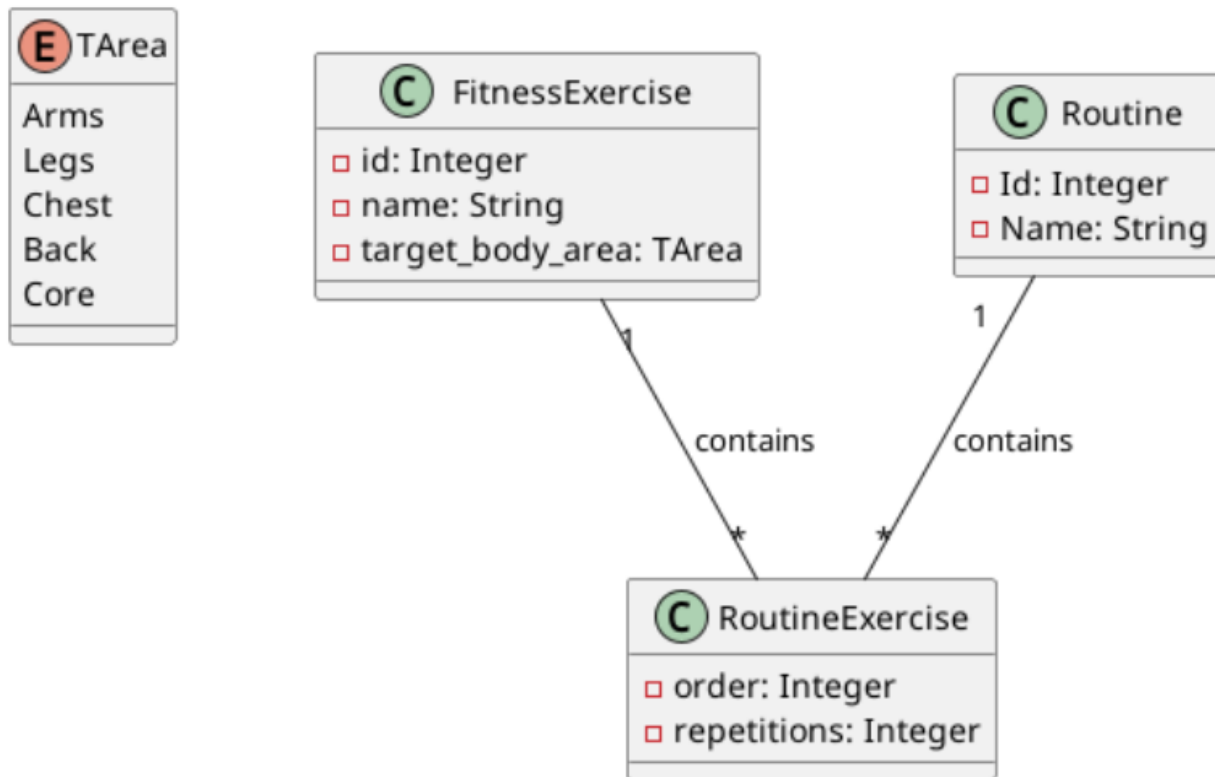 E TArea
Arms
Legs
Chest
Back
Core
C FitnessExercise
id: Integer
name: String
target_body_area: TArea
C Routine
Id: Integer
Name: String
1
1
contains
contains
*
*
C RoutineExercise
order: Integer
repetitions: Integer